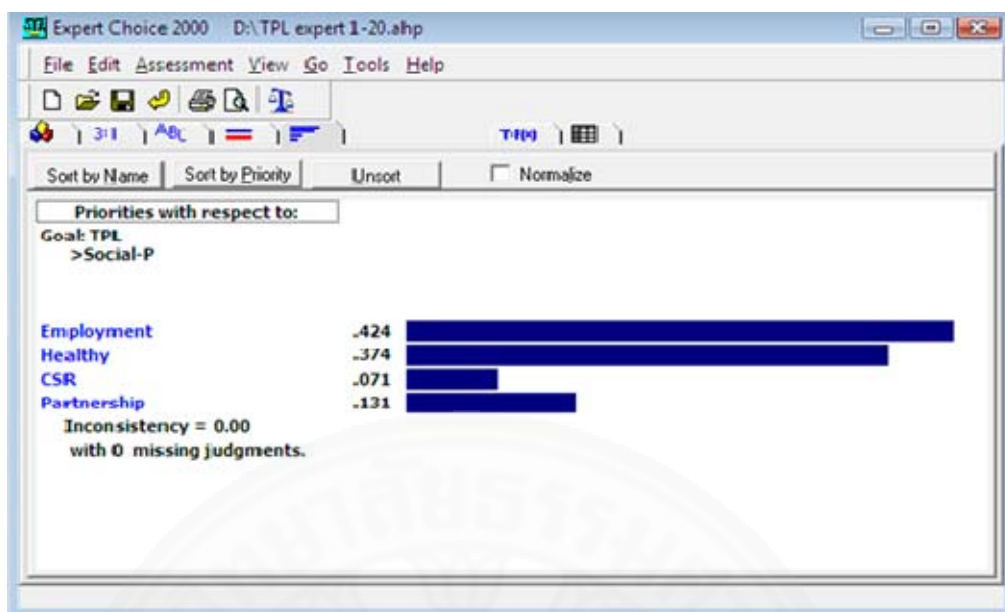 Expert Choice 2000 D:\TPL expert 1-20.ahp
File Edit Assessment View Go Tools Help
3:1 ABC
Sort by Name Sort by Priority Unsort Normalize
Priorities with respect to:
Goal: TPL
>Social-P
Employment .424
Healthy .374
CSR .071
Partnership .131
Inconsistency = 0.00
with 0 missing judgments.